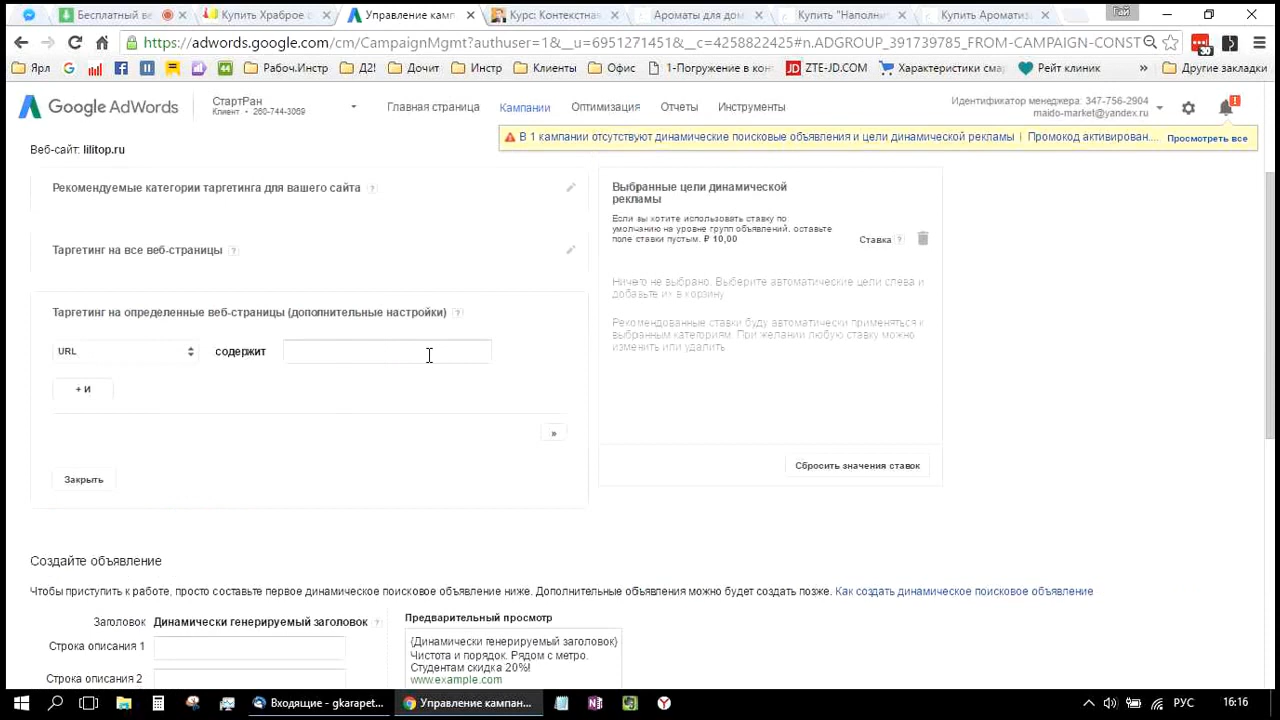 Бесплатный ве
Купить Храброе с
Управление камп
Курс: Контекстная
Ароматы для дом
Купить "Наполни
Купить Ароматиза
Гай
https://adwords.google.com/cm/CampaignMgmt?authuser=1&__u=6951271451&__c=4258822425#n.ADGROUP_391738785_FROM-CAMPAIGN-CONST
30
Ярл
Рабоч.Инстр
Д2!
Дочит
Инстр
Клиенты
Офис
1-Погружение в кон
JD ZTE-JD.COM
Характеристики сма
Рейт клиник
»
Другие закладки
Google AdWords
СтартРан
Клиент • 260-744-3069
Главная страница
Кампании
Оптимизация
Отчеты
Инструменты
Идентификатор менеджера: 347-756-2904
maido-market@yandex.ru
В 1 кампании отсутствуют динамические поисковые объявления и цели динамической рекламы | Промокод активирован....
Просмотреть все
Веб-сайт: lilitop.ru
Рекомендуемые категории таргетинга для вашего сайта ?
Таргетинг на все веб-страницы ?
Таргетинг на определенные веб-страницы (дополнительные настройки) ?
URL
содержит
+ И
»
Закрыть
Выбранные цели динамической
рекламы
Если вы хотите использовать ставку по
умолчанию на уровне групп объявлений, оставьте
поле ставки пустым. ₽ 10,00
Ставка ?
Ничего не выбрано. Выберите автоматические цели слева и
добавьте их в корзину
Рекомендованные ставки буду автоматически применяться к
выбранным категориям. При желании любую ставку можно
изменить или удалить.
Сбросить значения ставок
Создайте объявление
Чтобы приступить к работе, просто составьте первое динамическое поисковое объявление ниже. Дополнительные объявления можно будет создать позже. Как создать динамическое поисковое объявление
Заголовок Динамически генерируемый заголовок ?
Строка описания 1
Строка описания 2
Предварительный просмотр
{Динамически генерируемый заголовок}
Чистота и порядок. Рядом с метро.
Студентам скидка 20%!
www.example.com
Входящие - gkarapet...
Управление кампан...
РУС
16:16